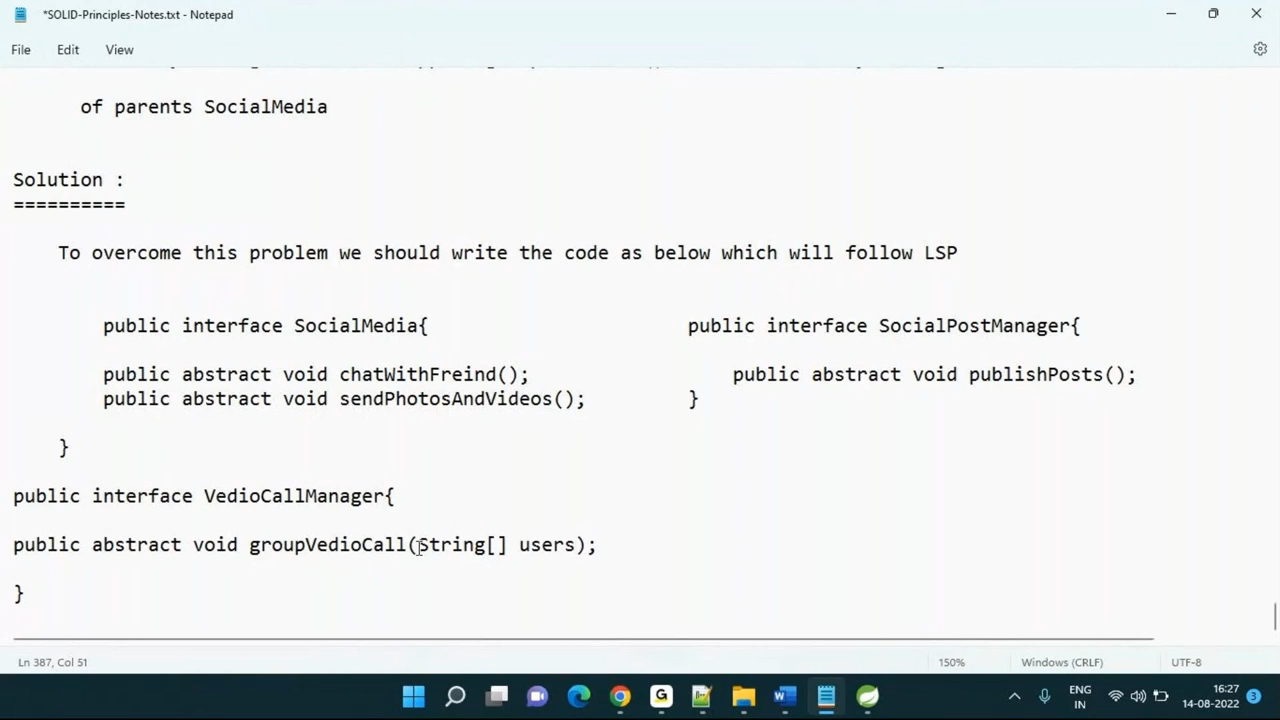 *SOLID-Principles-Notes.txt - Notepad
File Edit View
of parents SocialMedia
Solution :
==========
To overcome this problem we should write the code as below which will follow LSP
public interface SocialMedia{ public interface SocialPostManager{
public abstract void chatWithFreind(); public abstract void publishPosts();
public abstract void sendPhotosAndVideos(); }
}
public interface VedioCallManager{
public abstract void groupVedioCall(String[] users);
}
Ln 387, Col 51 150% Windows (CRLF) UTF-8
ENG 16:27
IN 14-08-2022 3